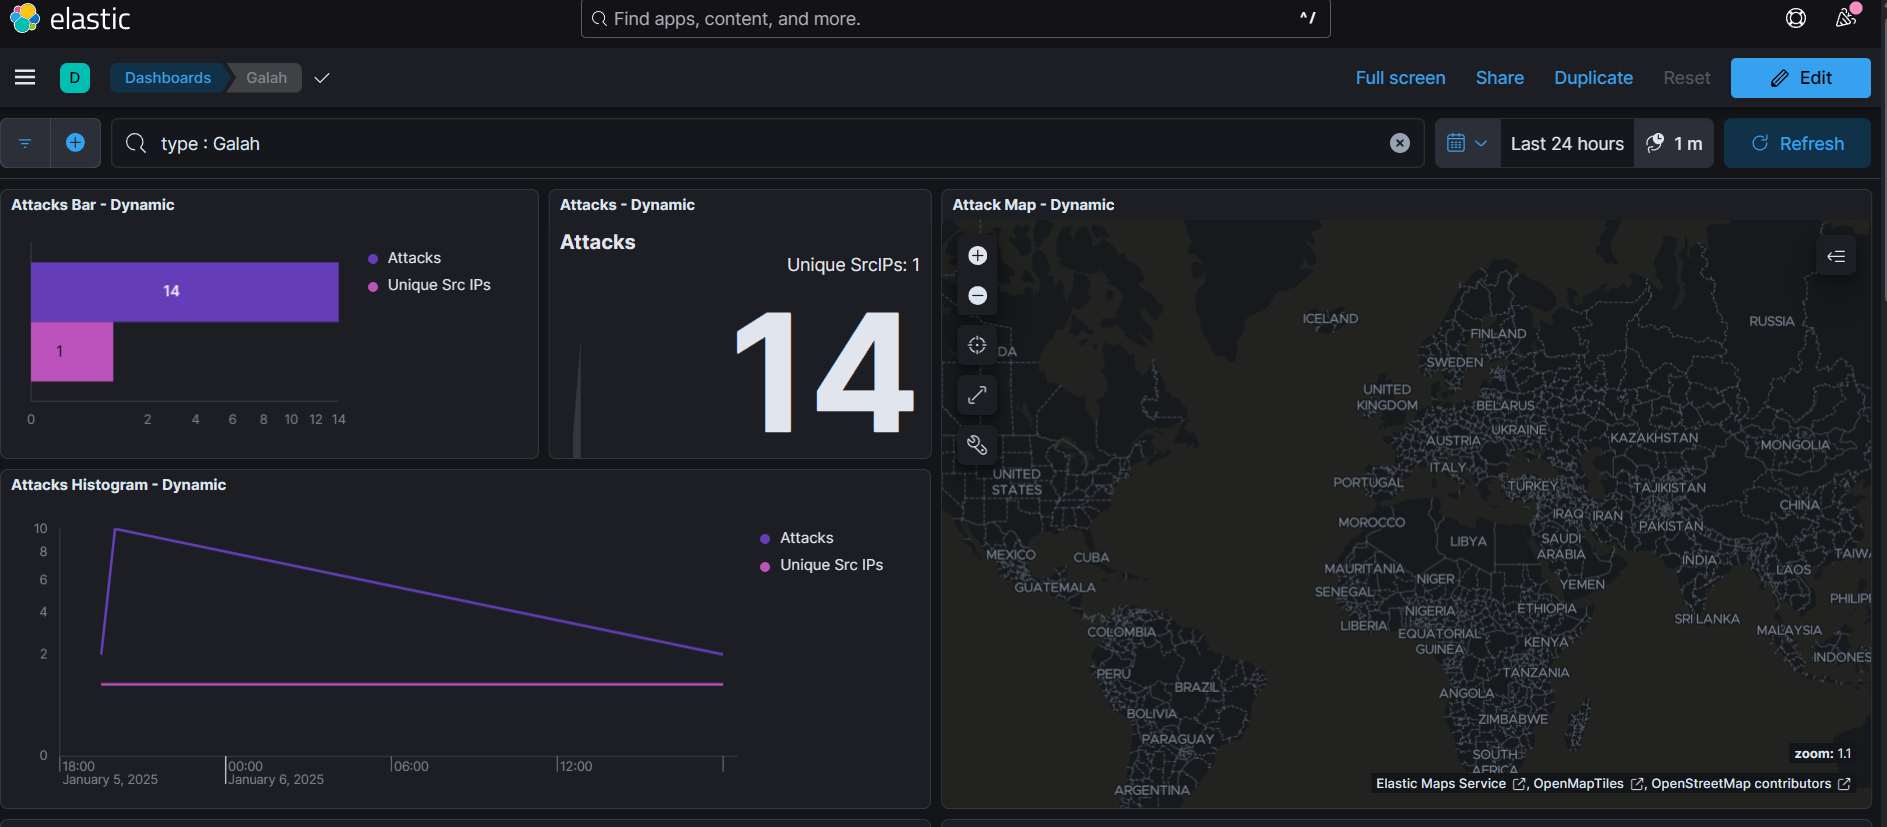 elastic
Find apps, content, and more.
^/
D
Dashboards
Galah
Full screen
Share
Duplicate
Reset
Edit
type : Galah
Last 24 hours
1 m
Refresh
Attacks Bar - Dynamic
14
1
0 2 4 6 8 10 12 14
Attacks
Unique Src IPs
Attacks - Dynamic
Attacks
Unique SrcIPs: 1
14
Attacks Histogram - Dynamic
10
8
6
4
2
0
18:00 00:00 06:00 12:00
January 5, 2025 January 6, 2025
Attacks
Unique Src IPs
Attack Map - Dynamic
ICELAND
RUSSIA
FINLAND
DA
SWEDEN
UNITED
KINGDOM
BELARUS
UKRAINE
AUSTRIA
KAZAKHSTAN
MONGOLIA
ITALY
UNITED
STATES
PORTUGAL
TURKEY
TAJIKISTAN
CHINA
IRAQ
IRAN
MOROCCO
PAKISTAN
LIBYA
SAUDI
ARABIA
MEXICO
CUBA
INDIA
TAIW
MAURITANIA
LAOS
GUATEMALA
NIGER
YEMEN
SENEGAL
PHILIPI
NIGERIA
ETHIOPIA
SRI LANKA
LIBERIA
COLOMBIA
EQUATORIAL
GUINEA
KENYA
MALAYSIA
INDONES
PERU
TANZANIA
BRAZIL
ANGOLA
BOLIVIA
ZIMBABWE
PARAGUAY
SOUTH
AFRICA
ARGENTINA
zoom: 1.1
Elastic Maps Service , OpenMapTiles , OpenStreetMap contributors